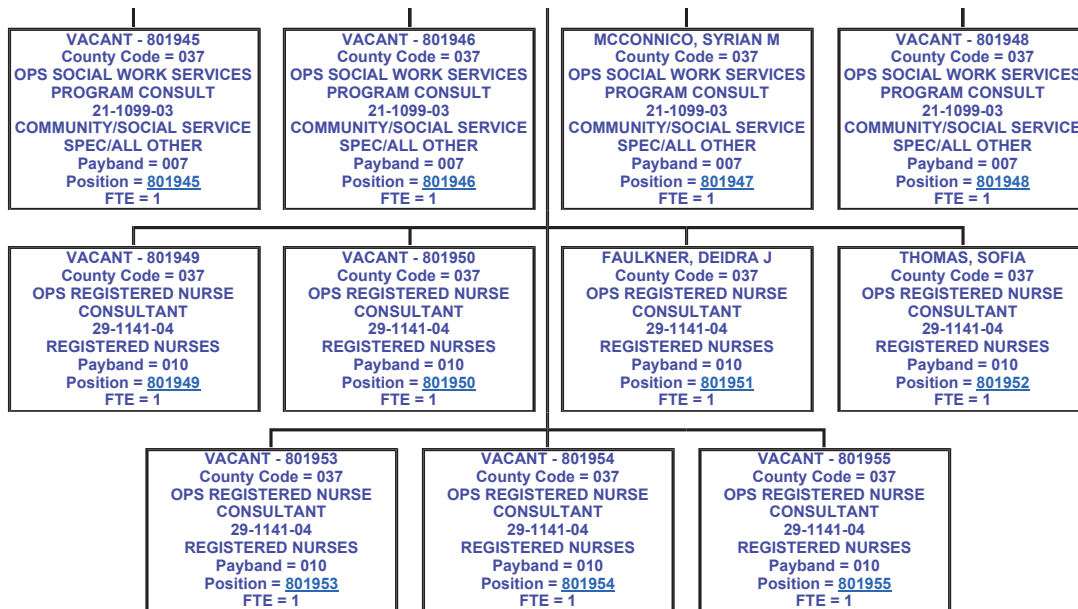 VACANT - 801945
County Code = 037
OPS SOCIAL WORK SERVICES
PROGRAM CONSULT
21-1099-03
COMMUNITY/SOCIAL SERVICE
SPEC/ALL OTHER
Payband = 007
Position = 801945
FTE = 1
VACANT - 801946
County Code = 037
OPS SOCIAL WORK SERVICES
PROGRAM CONSULT
21-1099-03
COMMUNITY/SOCIAL SERVICE
SPEC/ALL OTHER
Payband = 007
Position = 801946
FTE = 1
MCCONNICO, SYRIAN M
County Code = 037
OPS SOCIAL WORK SERVICES
PROGRAM CONSULT
21-1099-03
COMMUNITY/SOCIAL SERVICE
SPEC/ALL OTHER
Payband = 007
Position = 801947
FTE = 1
VACANT - 801948
County Code = 037
OPS SOCIAL WORK SERVICES
PROGRAM CONSULT
21-1099-03
COMMUNITY/SOCIAL SERVICE
SPEC/ALL OTHER
Payband = 007
Position = 801948
FTE = 1
VACANT - 801949
County Code = 037
OPS REGISTERED NURSE
CONSULTANT
29-1141-04
REGISTERED NURSES
Payband = 010
Position = 801949
FTE = 1
VACANT - 801950
County Code = 037
OPS REGISTERED NURSE
CONSULTANT
29-1141-04
REGISTERED NURSES
Payband = 010
Position = 801950
FTE = 1
FAULKNER, DEIDRA J
County Code = 037
OPS REGISTERED NURSE
CONSULTANT
29-1141-04
REGISTERED NURSES
Payband = 010
Position = 801951
FTE = 1
THOMAS, SOFIA
County Code = 037
OPS REGISTERED NURSE
CONSULTANT
29-1141-04
REGISTERED NURSES
Payband = 010
Position = 801952
FTE = 1
VACANT - 801953
County Code = 037
OPS REGISTERED NURSE
CONSULTANT
29-1141-04
REGISTERED NURSES
Payband = 010
Position = 801953
FTE = 1
VACANT - 801954
County Code = 037
OPS REGISTERED NURSE
CONSULTANT
29-1141-04
REGISTERED NURSES
Payband = 010
Position = 801954
FTE = 1
VACANT - 801955
County Code = 037
OPS REGISTERED NURSE
CONSULTANT
29-1141-04
REGISTERED NURSES
Payband = 010
Position = 801955
FTE = 1